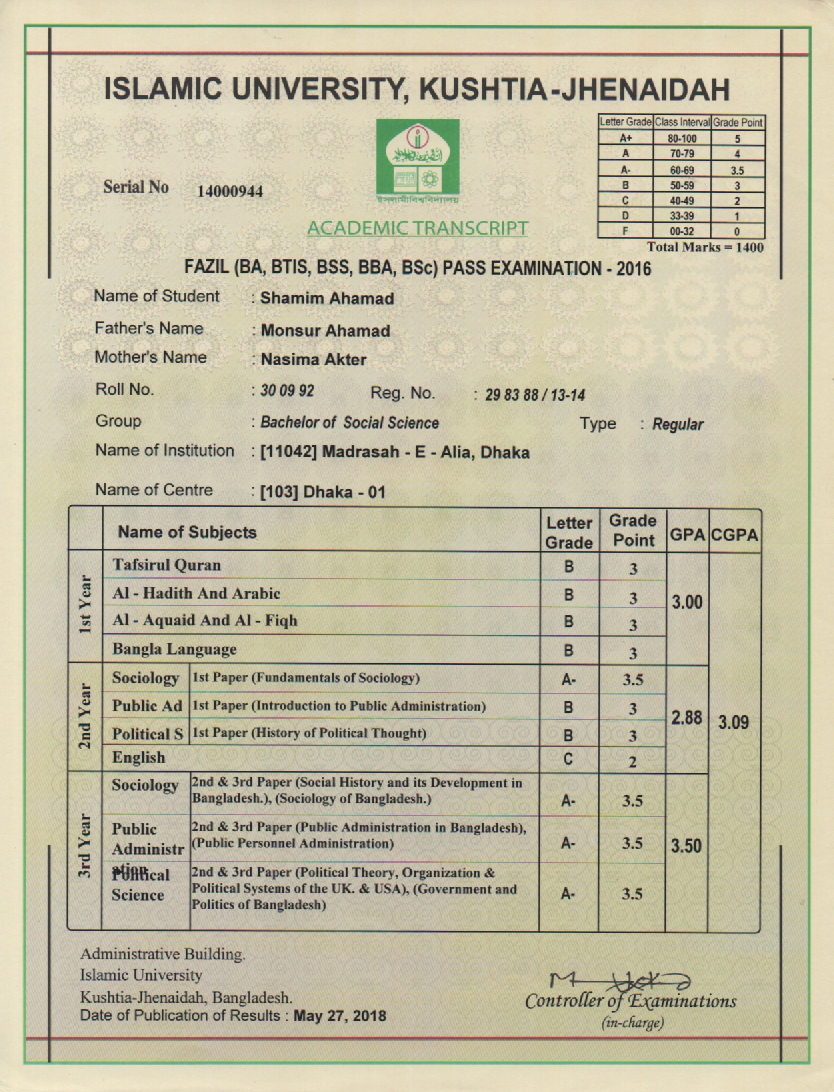 ISLAMIC UNIVERSITY, KUSHTIA-JHENAIDAH
Letter Grade Class Interval Grade Point
A+ 80-100 5
A 70-79 4
A- 60-69 3.5
B 50-59 3
C 40-49 2
D 33-39 1
F 00-32 0
Total Marks = 1400
Serial No 14000944
ইসলামী বিশ্ববিদ্যালয়
ACADEMIC TRANSCRIPT
FAZIL (BA, BTIS, BSS, BBA, BSc) PASS EXAMINATION - 2016
Name of Student : Shamim Ahamad
Father's Name : Monsur Ahamad
Mother's Name : Nasima Akter
Roll No. : 30 09 92 Reg. No. : 29 83 88 / 13-14
Group : Bachelor of Social Science Type : Regular
Name of Institution : [11042] Madrasah - E - Alia, Dhaka
Name of Centre : [103] Dhaka - 01
Name of Subjects Letter Grade Grade Point GPA CGPA
1st Year
Tafsirul Quran B 3
Al - Hadith And Arabic B 3
Al - Aquaid And Al - Fiqh B 3
Bangla Language B 3
3.00
2nd Year
Sociology 1st Paper (Fundamentals of Sociology) A- 3.5
Public Ad 1st Paper (Introduction to Public Administration) B 3
Political S 1st Paper (History of Political Thought) B 3
English C 2
2.88
3.09
3rd Year
Sociology 2nd & 3rd Paper (Social History and its Development in
Bangladesh.), (Sociology of Bangladesh.) A- 3.5
Public 2nd & 3rd Paper (Public Administration in Bangladesh),
Administr (Public Personnel Administration) A- 3.5
ation
Political 2nd & 3rd Paper (Political Theory, Organization &
Science Political Systems of the UK. & USA), (Government and
Politics of Bangladesh) A- 3.5
3.50
Administrative Building.
Islamic University
Kushtia-Jhenaidah, Bangladesh.
Date of Publication of Results : May 27, 2018
Controller of Examinations
(in-charge)